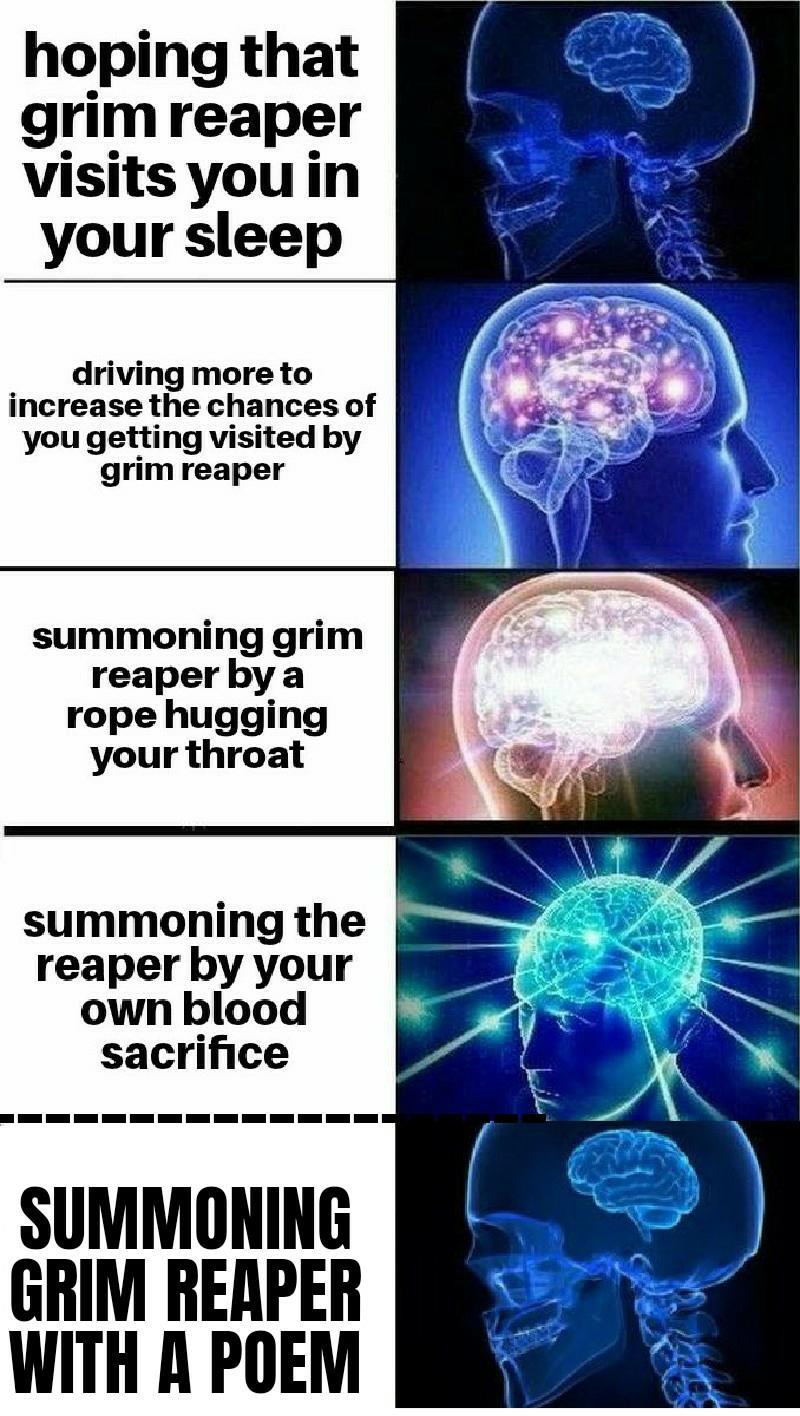 hoping that
grim reaper
visits you in
your sleep
driving more to
increase the chances of
you getting visited by
grim reaper
summoning grim
reaper by a
rope hugging
your throat
summoning the
reaper by your
own blood
sacrifice
SUMMONING
GRIM REAPER
WITH A POEM